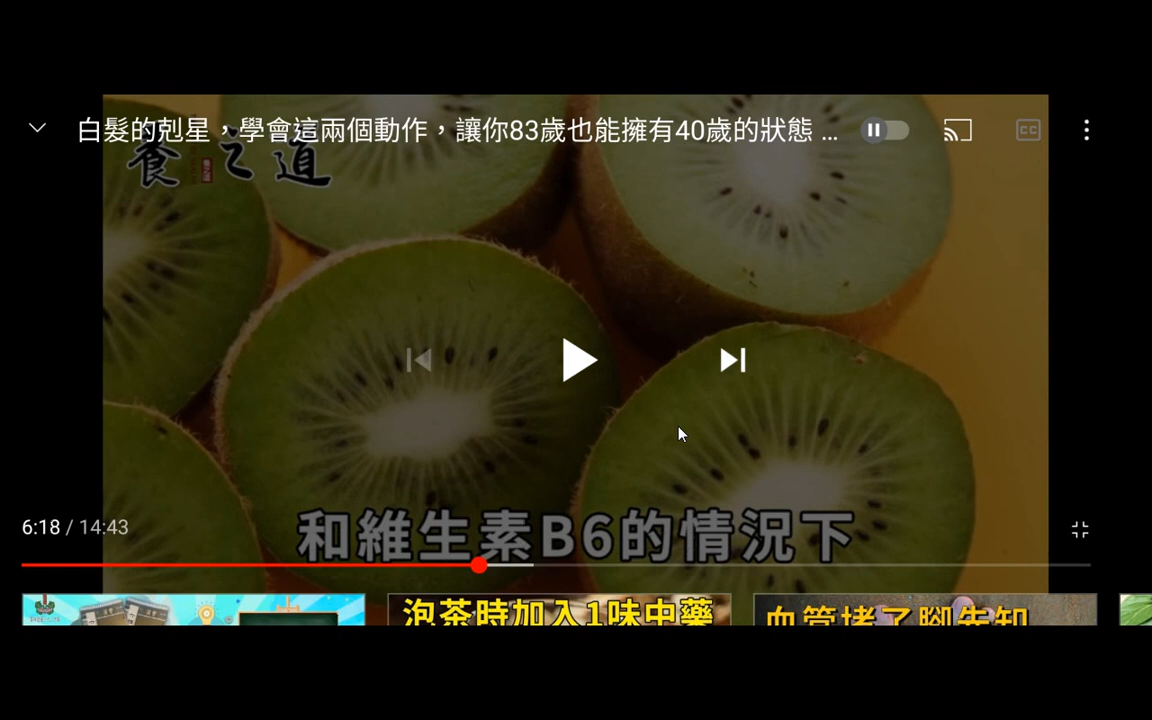 白髮的剋星，學會這兩個動作，讓你83歲也能擁有40歲的狀態 ...
CC
食之道
6:18 / 14:43
和維生素B6的情況下
泡茶時加入1味中藥
血管堵了腳先知